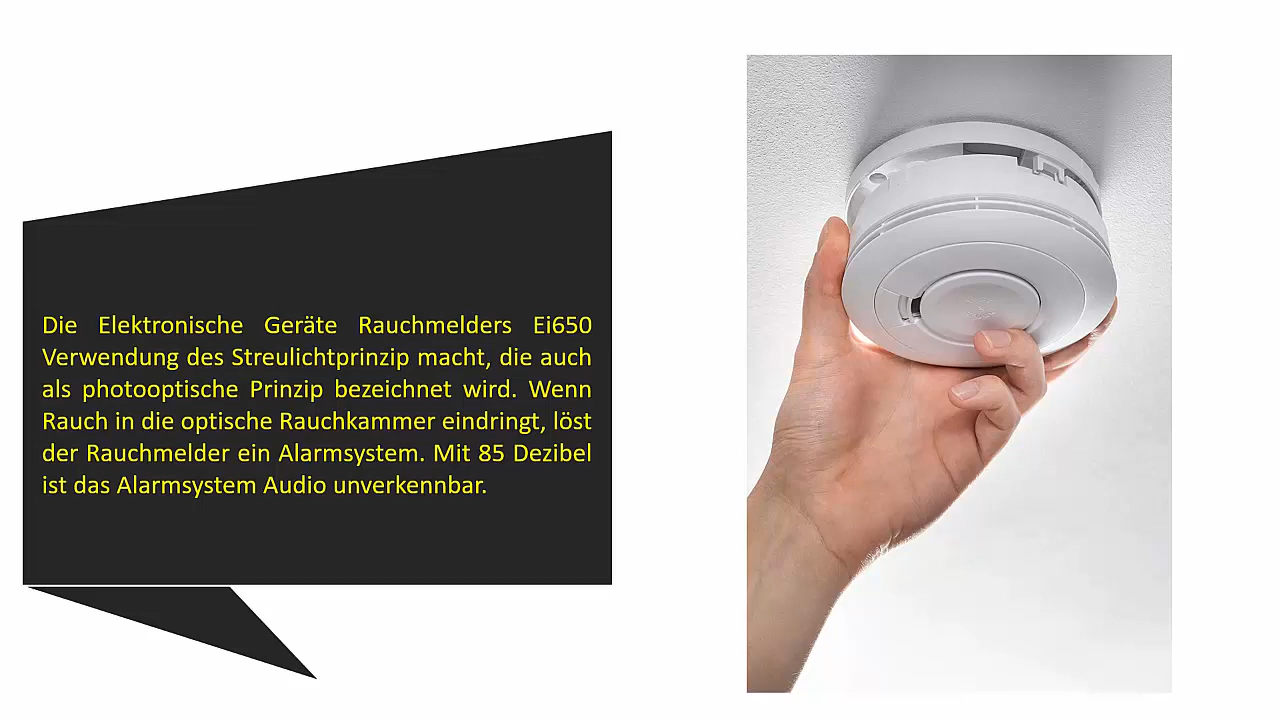 Die Elektronische Geräte Rauchmelders Ei650
Verwendung des Streulichtprinzip macht, die auch
als photooptische Prinzip bezeichnet wird. Wenn
Rauch in die optische Rauchkammer eindringt, löst
der Rauchmelder ein Alarmsystem. Mit 85 Dezibel
ist das Alarmsystem Audio unverkennbar.